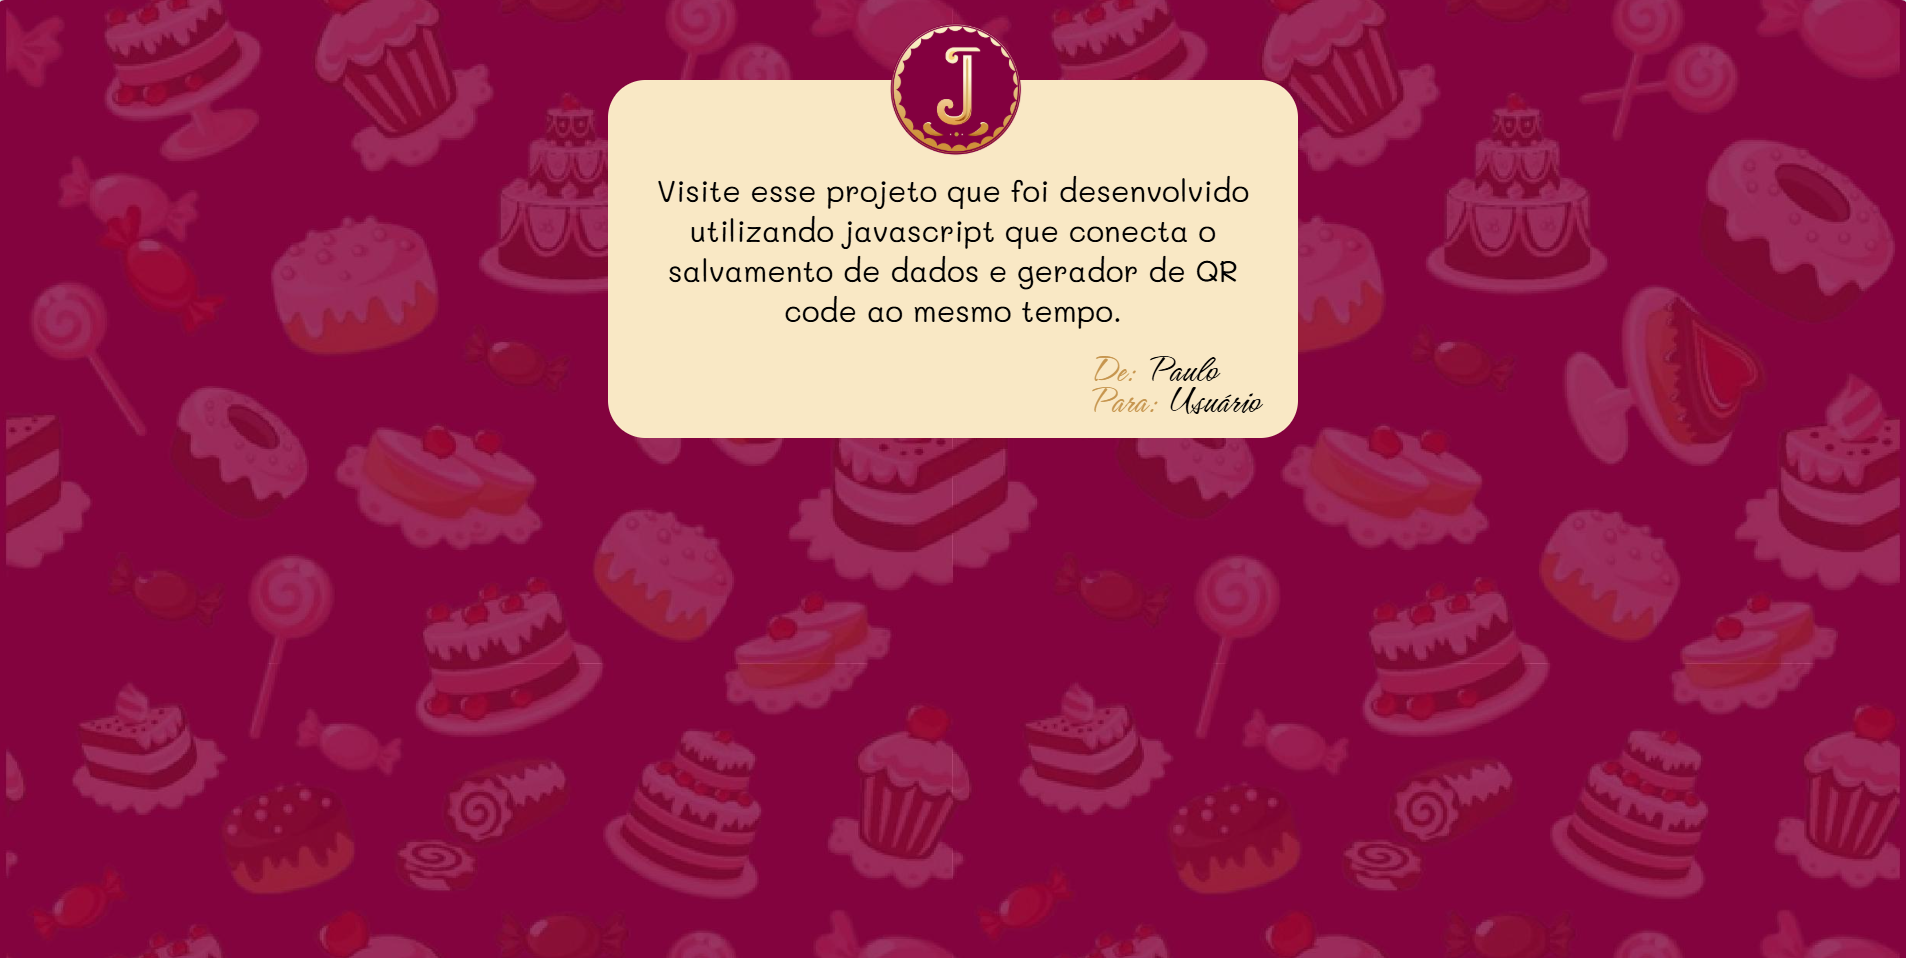 J
Visite esse projeto que foi desenvolvido
utilizando javascript que conecta o
salvamento de dados e gerador de QR
code ao mesmo tempo.
De: Paulo
Para: Usuário